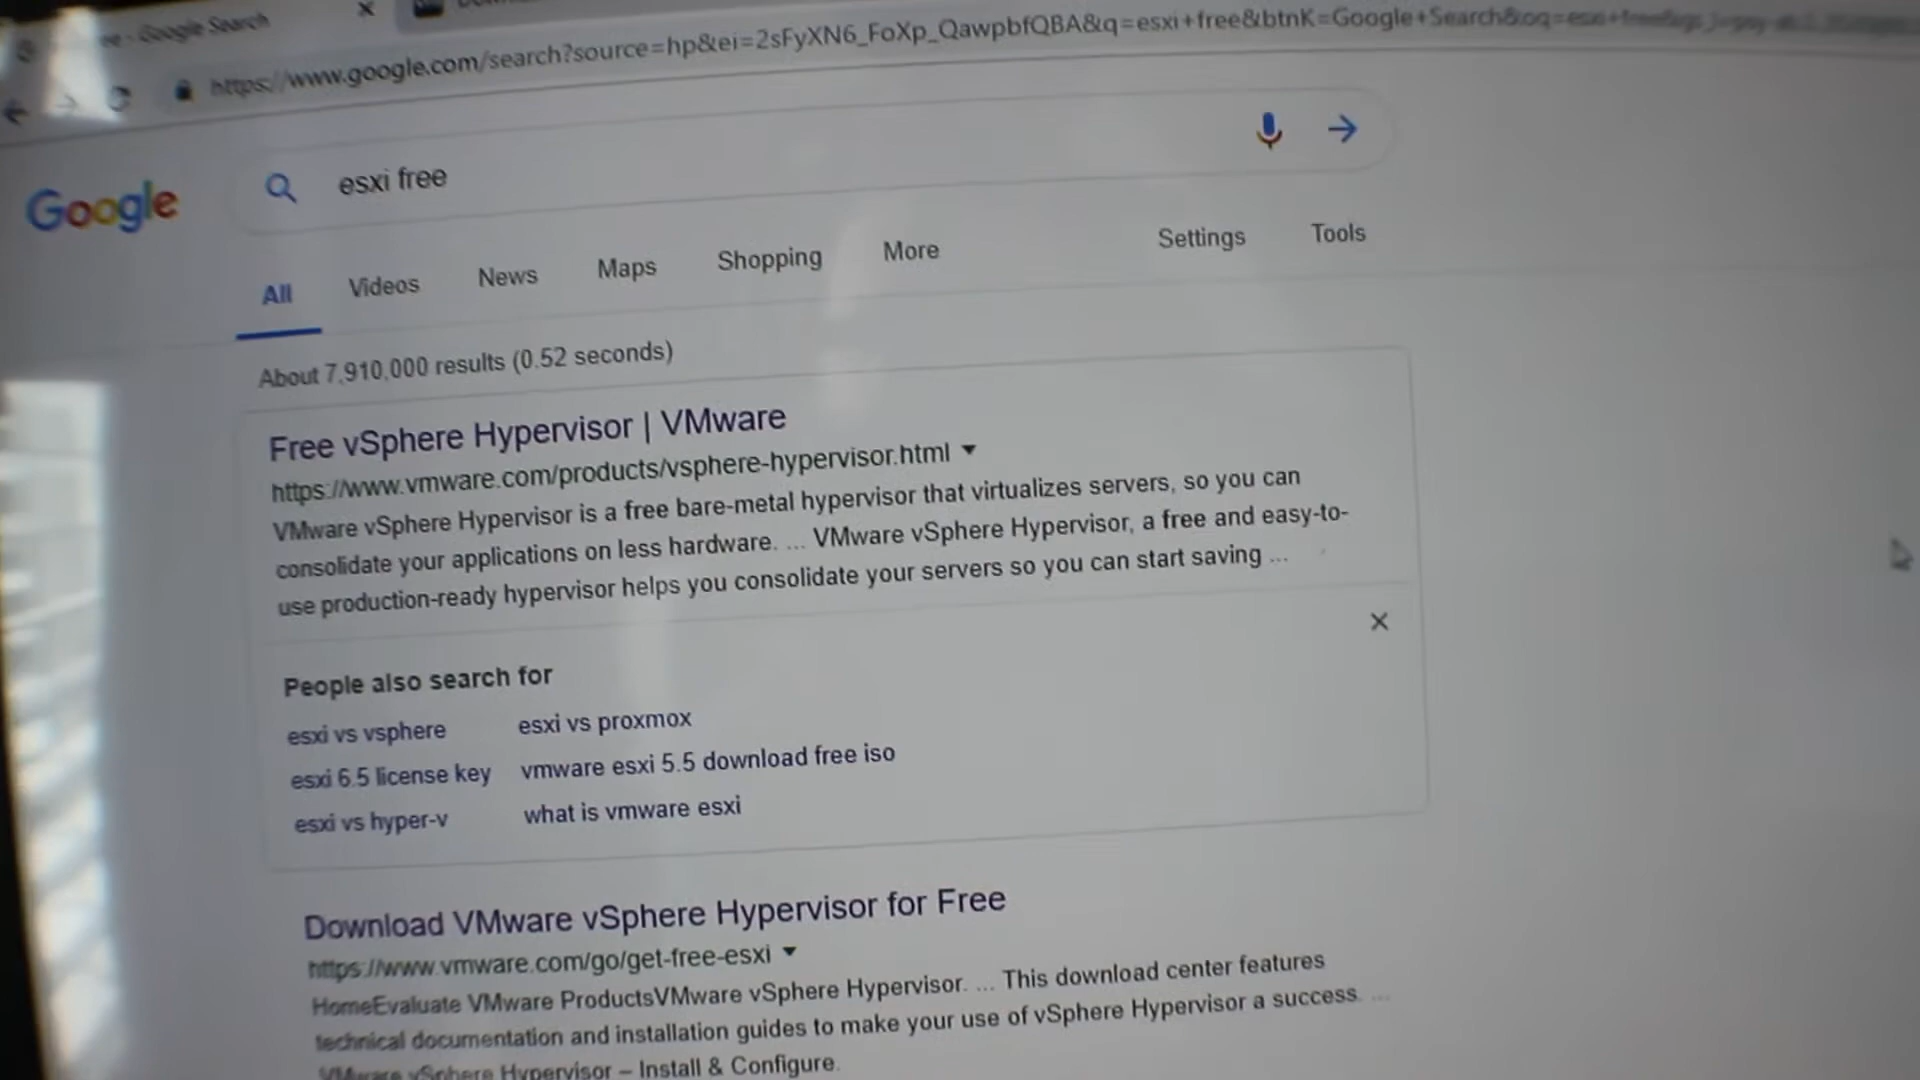 ee - Google Search
https://www.google.com/search?source=hp&ei=2sFyXN6_FoXp_QawpbfQBA&q=esxi+free&btnK=Google+Search&oq=esxi+free
Google
esxi free
All Videos News Maps Shopping More Settings Tools
About 7,910,000 results (0.52 seconds)
Free vSphere Hypervisor | VMware
https://www.vmware.com/products/vsphere-hypervisor.html
VMware vSphere Hypervisor is a free bare-metal hypervisor that virtualizes servers, so you can
consolidate your applications on less hardware. ... VMware vSphere Hypervisor, a free and easy-to-
use production-ready hypervisor helps you consolidate your servers so you can start saving ...
People also search for
esxi vs vsphere esxi vs proxmox
esxi 6.5 license key vmware esxi 5.5 download free iso
esxi vs hyper-v what is vmware esxi
Download VMware vSphere Hypervisor for Free
https://www.vmware.com/go/get-free-esxi
HomeEvaluate VMware ProductsVMware vSphere Hypervisor. ... This download center features
technical documentation and installation guides to make your use of vSphere Hypervisor a success. ...
VMware vSphere Hypervisor – Install & Configure.